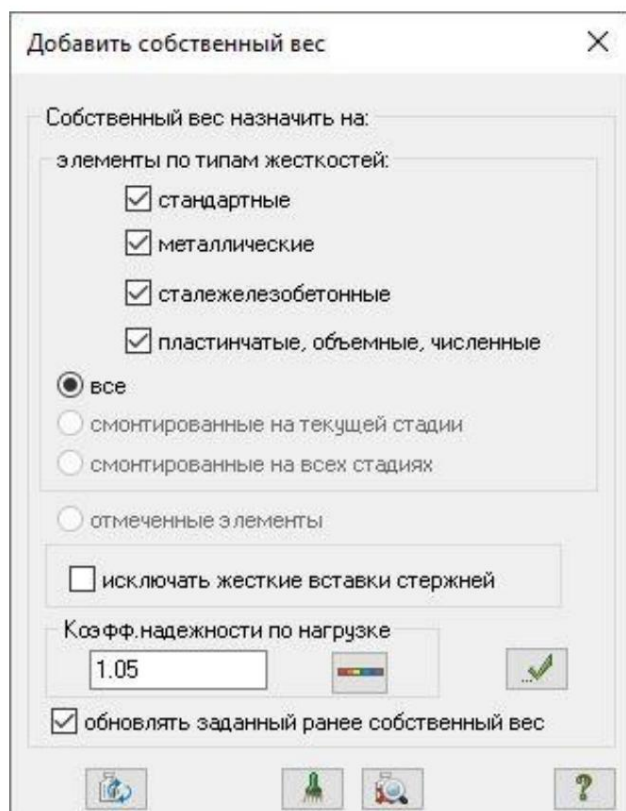 Добавить собственный вес
Собственный вес назначить на:
элементы по типам жесткостей:
стандартные
металлические
сталежелезобетонные
пластинчатые, объемные, численные
все
смонтированные на текущей стадии
смонтированные на всех стадиях
отмеченные элементы
исключать жесткие вставки стержней
Коэфф.надежности по нагрузке
1.05
обновлять заданный ранее собственный вес
?